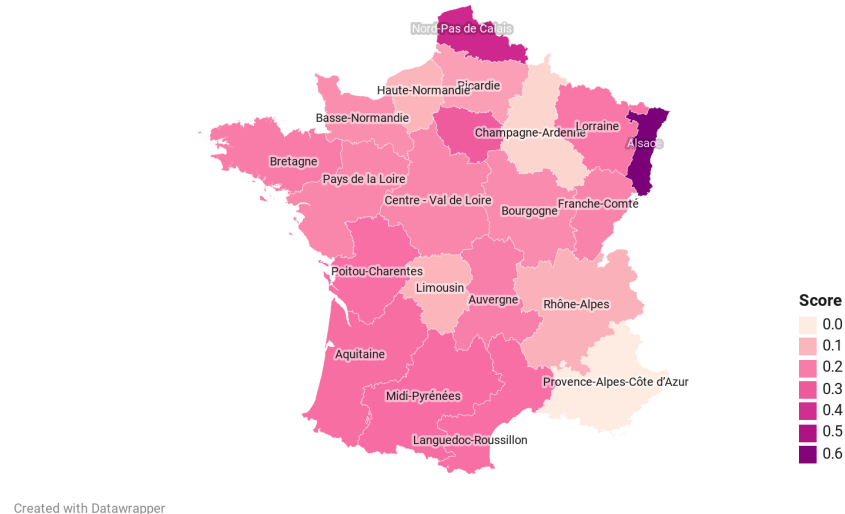 Nord-Pas de Calais
Picardie
Haute-Normandie
Basse-Normandie
Champagne-Ardenne
Lorraine
Alsace
Bretagne
Pays de la Loire
Centre - Val de Loire
Bourgogne
Franche-Comté
Poitou-Charentes
Limousin
Auvergne
Rhône-Alpes
Aquitaine
Provence-Alpes-Côte d’Azur
Midi-Pyrénées
Languedoc-Roussillon
Score
0.0
0.1
0.2
0.3
0.4
0.5
0.6
Created with Datawrapper